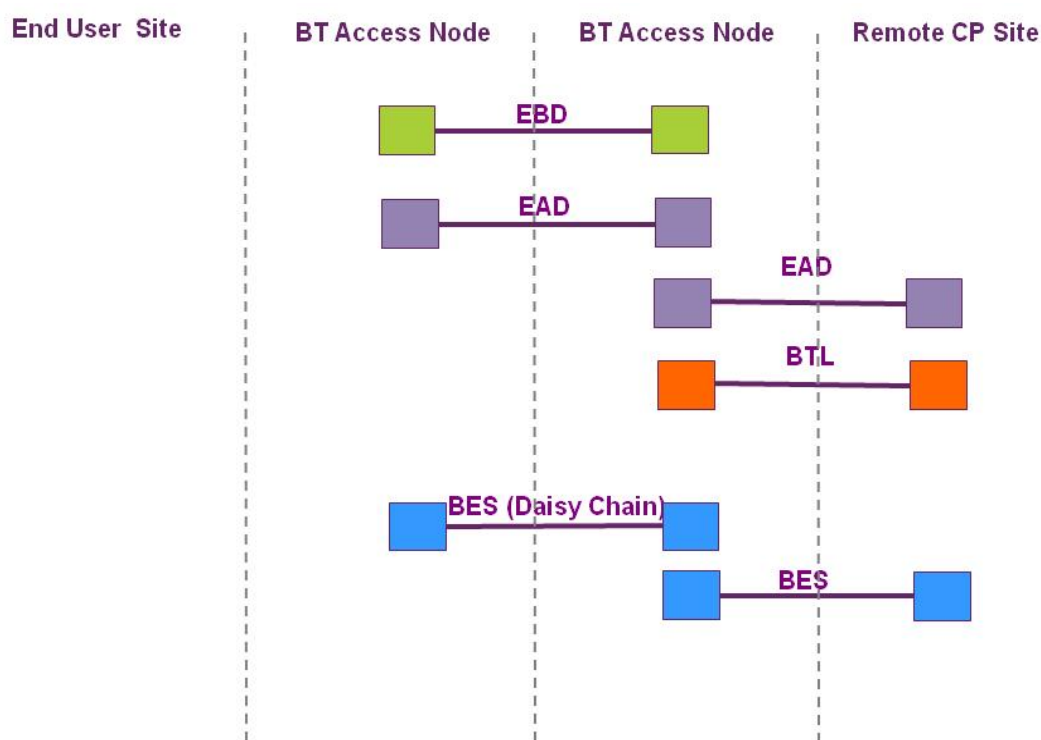 End User Site
BT Access Node
BT Access Node
Remote CP Site
EBD
EAD
EAD
BTL
BES (Daisy Chain)
BES